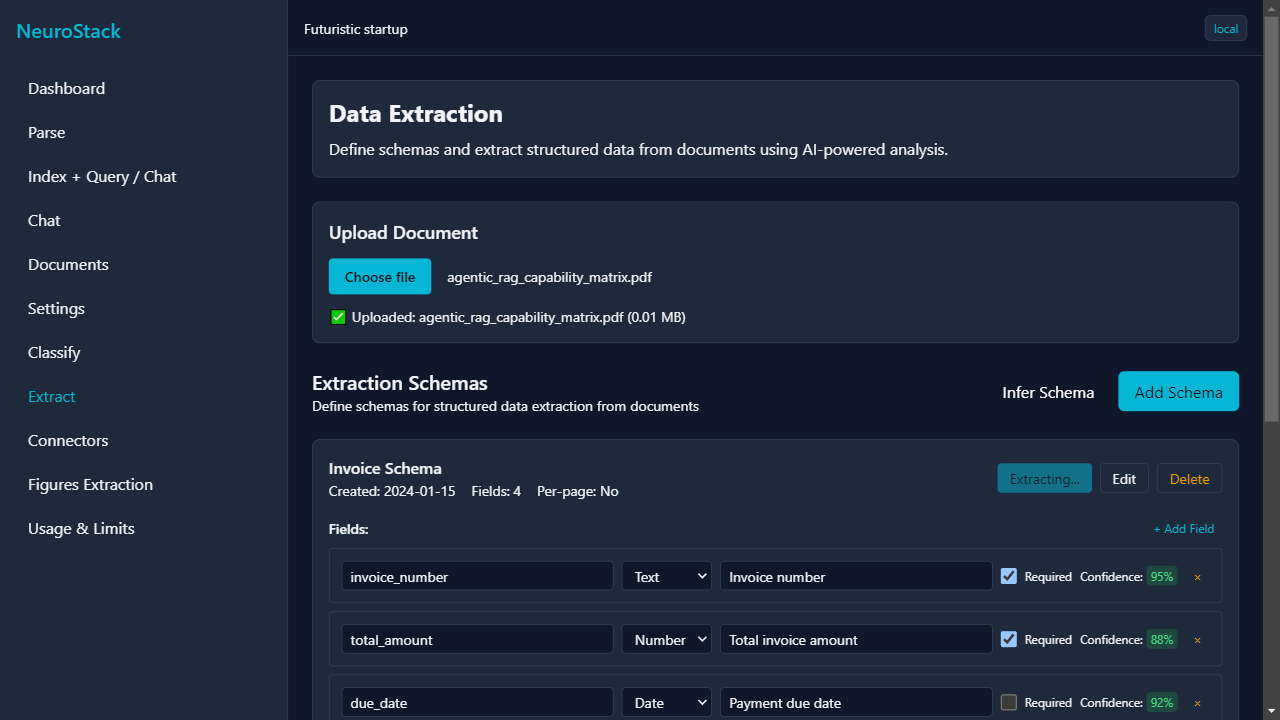 NeuroStack
Dashboard
Parse
Index + Query / Chat
Chat
Documents
Settings
Classify
Extract
Connectors
Figures Extraction
Usage & Limits
Futuristic startup
local
Data Extraction
Define schemas and extract structured data from documents using AI-powered analysis.
Upload Document
Choose file agentic_rag_capability_matrix.pdf
✅ Uploaded: agentic_rag_capability_matrix.pdf (0.01 MB)
Extraction Schemas
Define schemas for structured data extraction from documents
Infer Schema Add Schema
Invoice Schema
Created: 2024-01-15 Fields: 4 Per-page: No
Extracting... Edit Delete
Fields: + Add Field
invoice_number Text Invoice number Required Confidence: 95% ×
total_amount Number Total invoice amount Required Confidence: 88% ×
due_date Date Payment due date Required Confidence: 92% ×